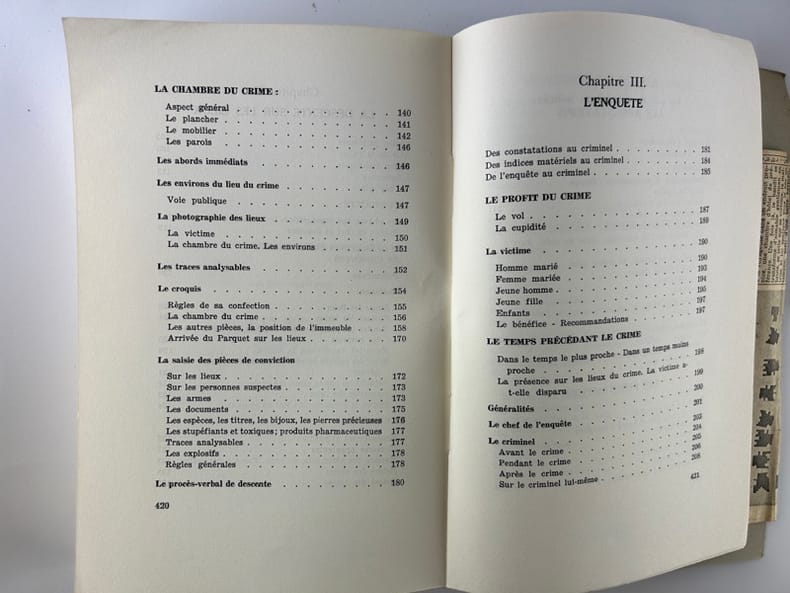 LA CHAMBRE DU CRIME :
Aspect général . . . . . . . . . . . . 140
Le plancher . . . . . . . . . . . . 141
Le mobilier . . . . . . . . . . . . 142
Les parois . . . . . . . . . . . . 146
Les abords immédiats . . . . . . . . . . . . 146
Les environs du lieu du crime . . . . . . . . . . 147
Voie publique . . . . . . . . . . . . 147
La photographie des lieux . . . . . . . . . . 149
La victime . . . . . . . . . . . . 150
La chambre du crime. Les environs . . . . . . . 151
Les traces analysables . . . . . . . . . . 152
Le croquis . . . . . . . . . . . . 154
Règles de sa confection . . . . . . . . . . 155
La chambre du crime . . . . . . . . . . 156
Les autres pièces, la position de l'immeuble . . . 158
Arrivée du Parquet sur les lieux . . . . . . . 170
La saisie des pièces de conviction
Sur les lieux . . . . . . . . . . . . 172
Sur les personnes suspectes . . . . . . . . . 173
Les armes . . . . . . . . . . . . 173
Les documents . . . . . . . . . . . . 175
Les espèces, les titres, les bijoux, les pierres précieuses 176
Les stupéfiants et toxiques; produits pharmaceutiques 177
Traces analysables . . . . . . . . . . . . 177
Les explosifs . . . . . . . . . . . . 178
Règles générales . . . . . . . . . . . . 178
Le procès-verbal de descente . . . . . . . . . . 180
420
Chapitre III.
L'ENQUETE
Des constatations au criminel . . . . . . . . . 181
Des indices matériels au criminel . . . . . . . . 184
De l'enquête au criminel . . . . . . . . . . 185
LE PROFIT DU CRIME
Le vol . . . . . . . . . . . . 187
La cupidité . . . . . . . . . . . . 189
La victime . . . . . . . . . . . . 190
Homme marié . . . . . . . . . . . . 190
Femme mariée . . . . . . . . . . . . 193
Jeune homme . . . . . . . . . . . . 194
Jeune fille . . . . . . . . . . . . 195
Enfants . . . . . . . . . . . . 197
Le bénéfice - Recommandations . . . . . . . . 197
LE TEMPS PRÉCÉDANT LE CRIME
Dans le temps le plus proche - Dans un temps moins
proche . . . . . . . . . . . . 198
La présence sur les lieux du crime. La victime a-
t-elle disparu . . . . . . . . . . . . 199
Généralités . . . . . . . . . . . . 200
Le chef de l'enquête . . . . . . . . . . . . 201
Le criminel . . . . . . . . . . . . 203
Avant le crime . . . . . . . . . . . . 204
Pendant le crime . . . . . . . . . . . . 205
Après le crime . . . . . . . . . . . . 206
Sur le criminel lui-même . . . . . . . . . . 208
421